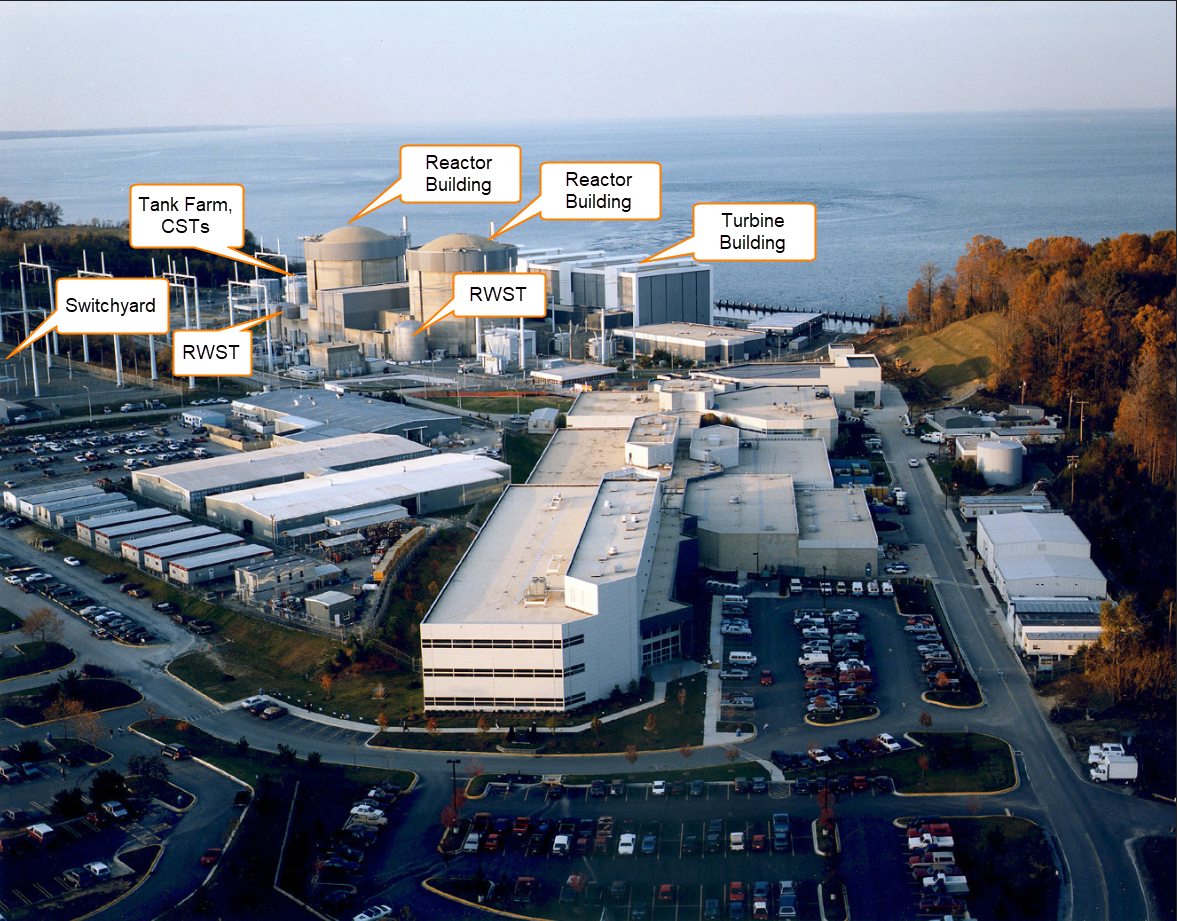 Reactor
Building
Reactor
Building
Tank Farm,
CSTs
Turbine
Building
Switchyard
RWST
RWST